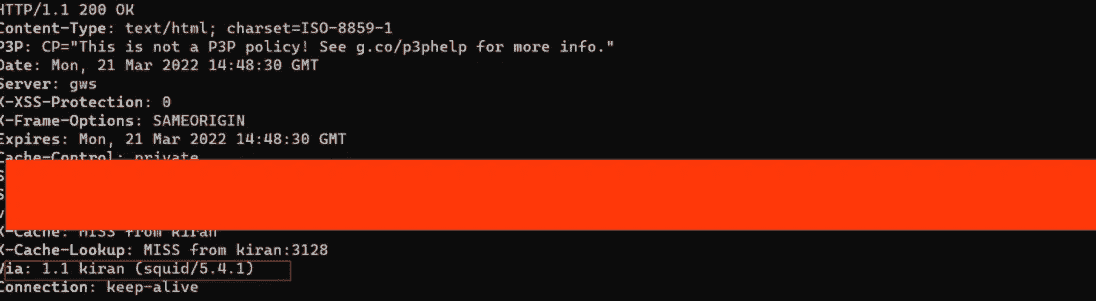 HTTP/1.1 200 OK
Content-Type: text/html; charset=ISO-8859-1
P3P: CP="This is not a P3P policy! See g.co/p3phelp for more info."
Date: Mon, 21 Mar 2022 14:48:30 GMT
Server: gws
X-XSS-Protection: 0
X-Frame-Options: SAMEORIGIN
Expires: Mon, 21 Mar 2022 14:48:30 GMT
Cache-Control: private
X-Cache: MISS from kiran
X-Cache-Lookup: MISS from kiran:3128
Via: 1.1 kiran (squid/5.4.1)
Connection: keep-alive